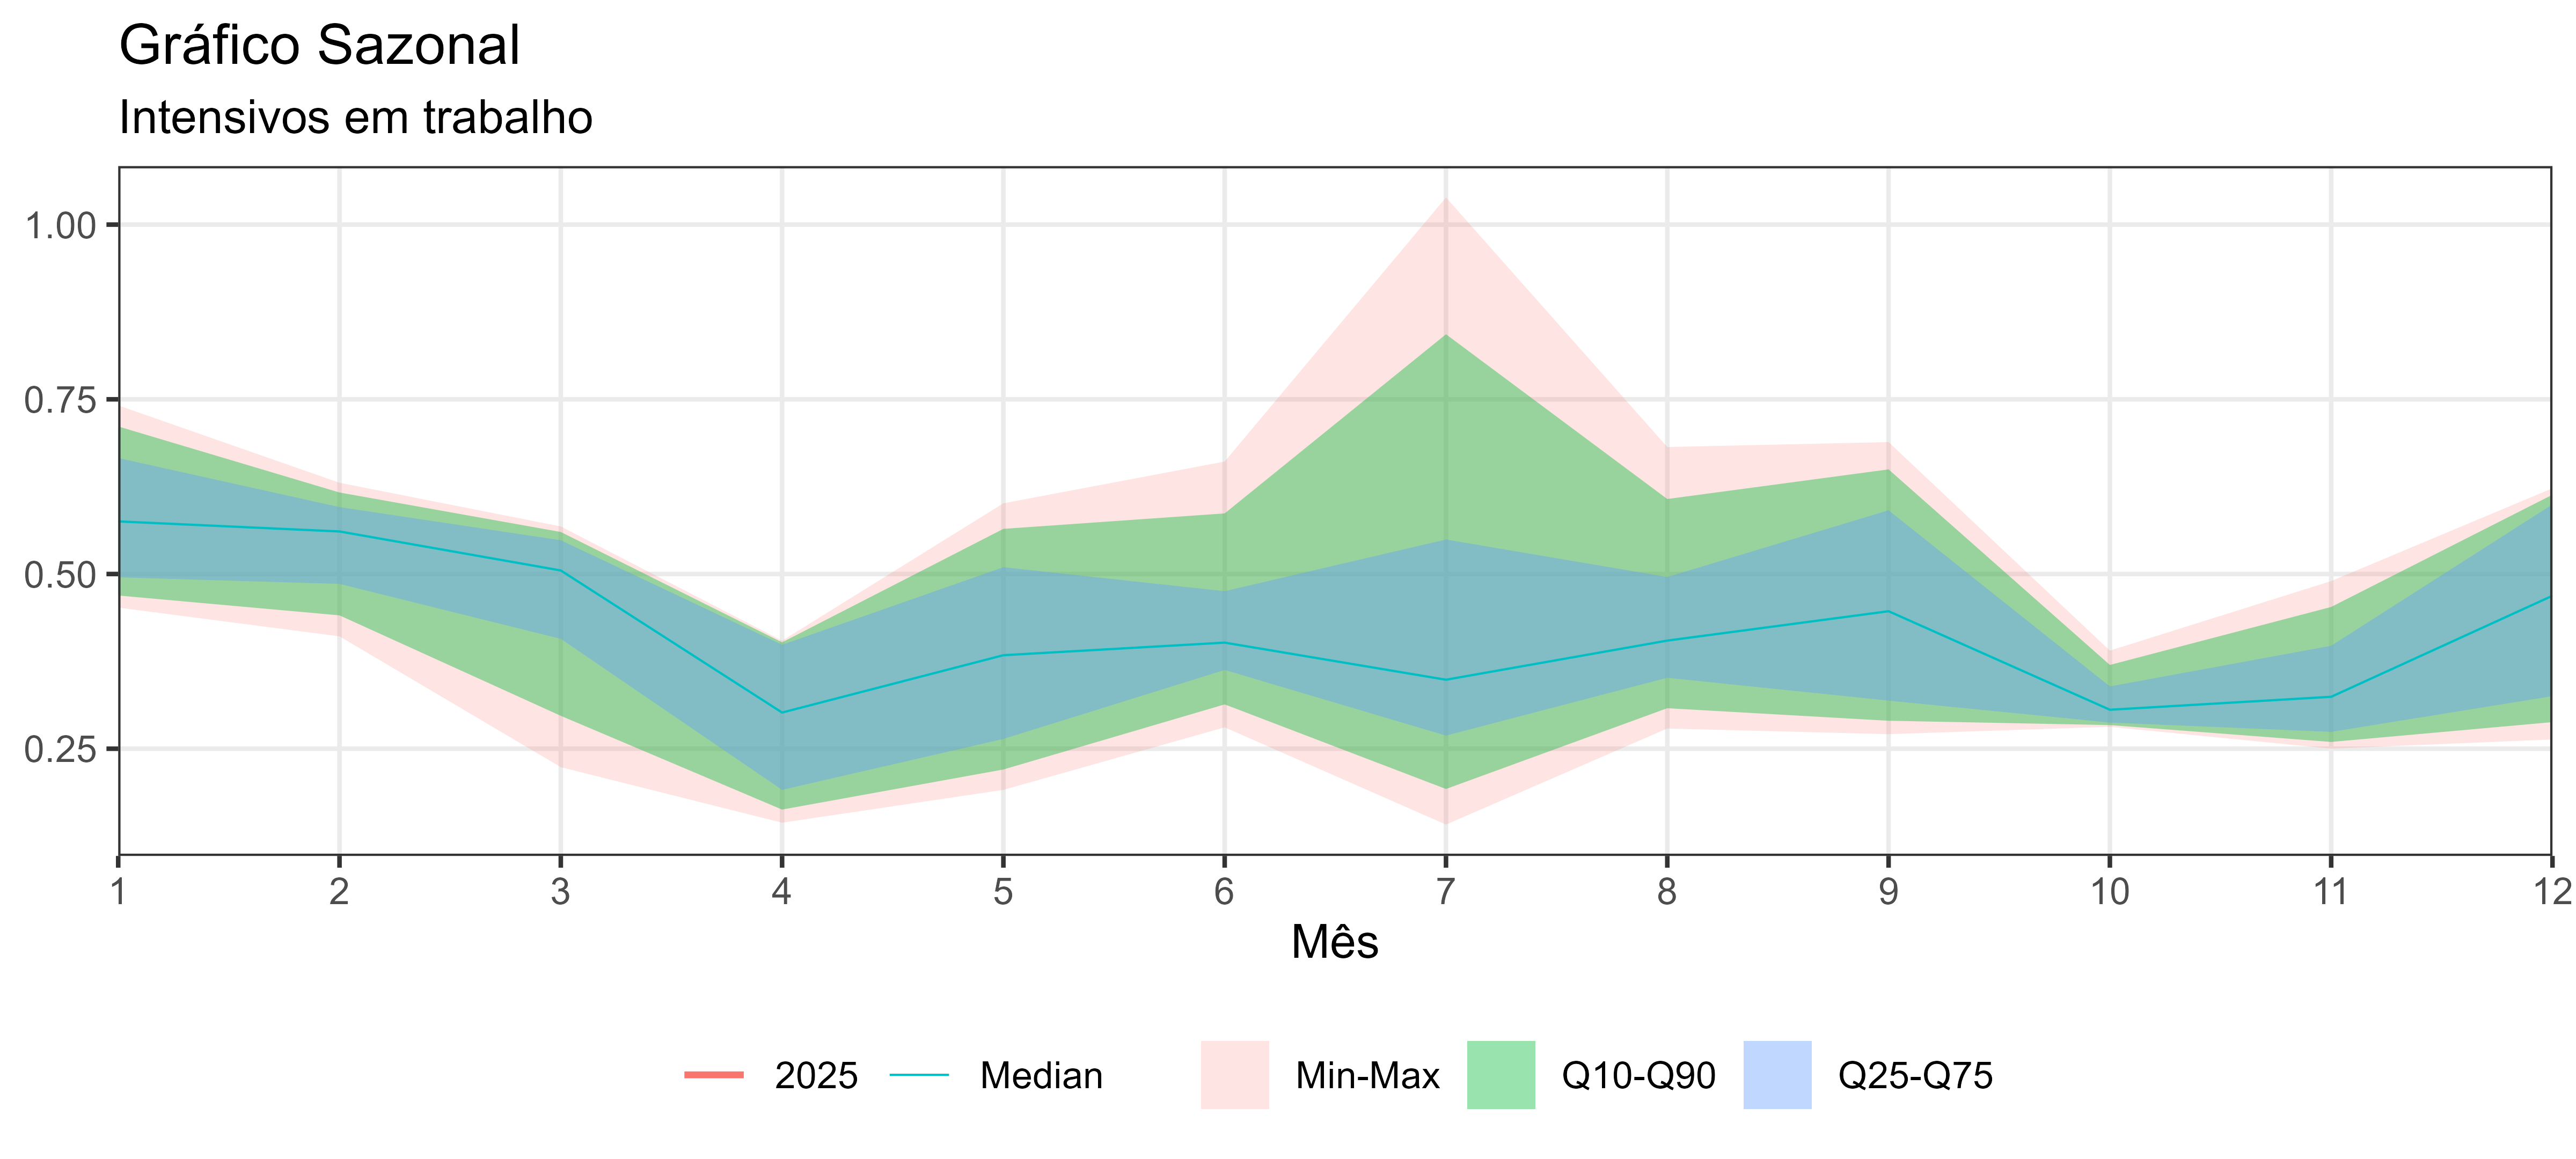 Gráfico Sazonal
Intensivos em trabalho
1.00
0.75
0.50
0.25
1 2 3 4 5 6 7 8 9 10 11 12
Mês
2025 Median Min-Max Q10-Q90 Q25-Q75